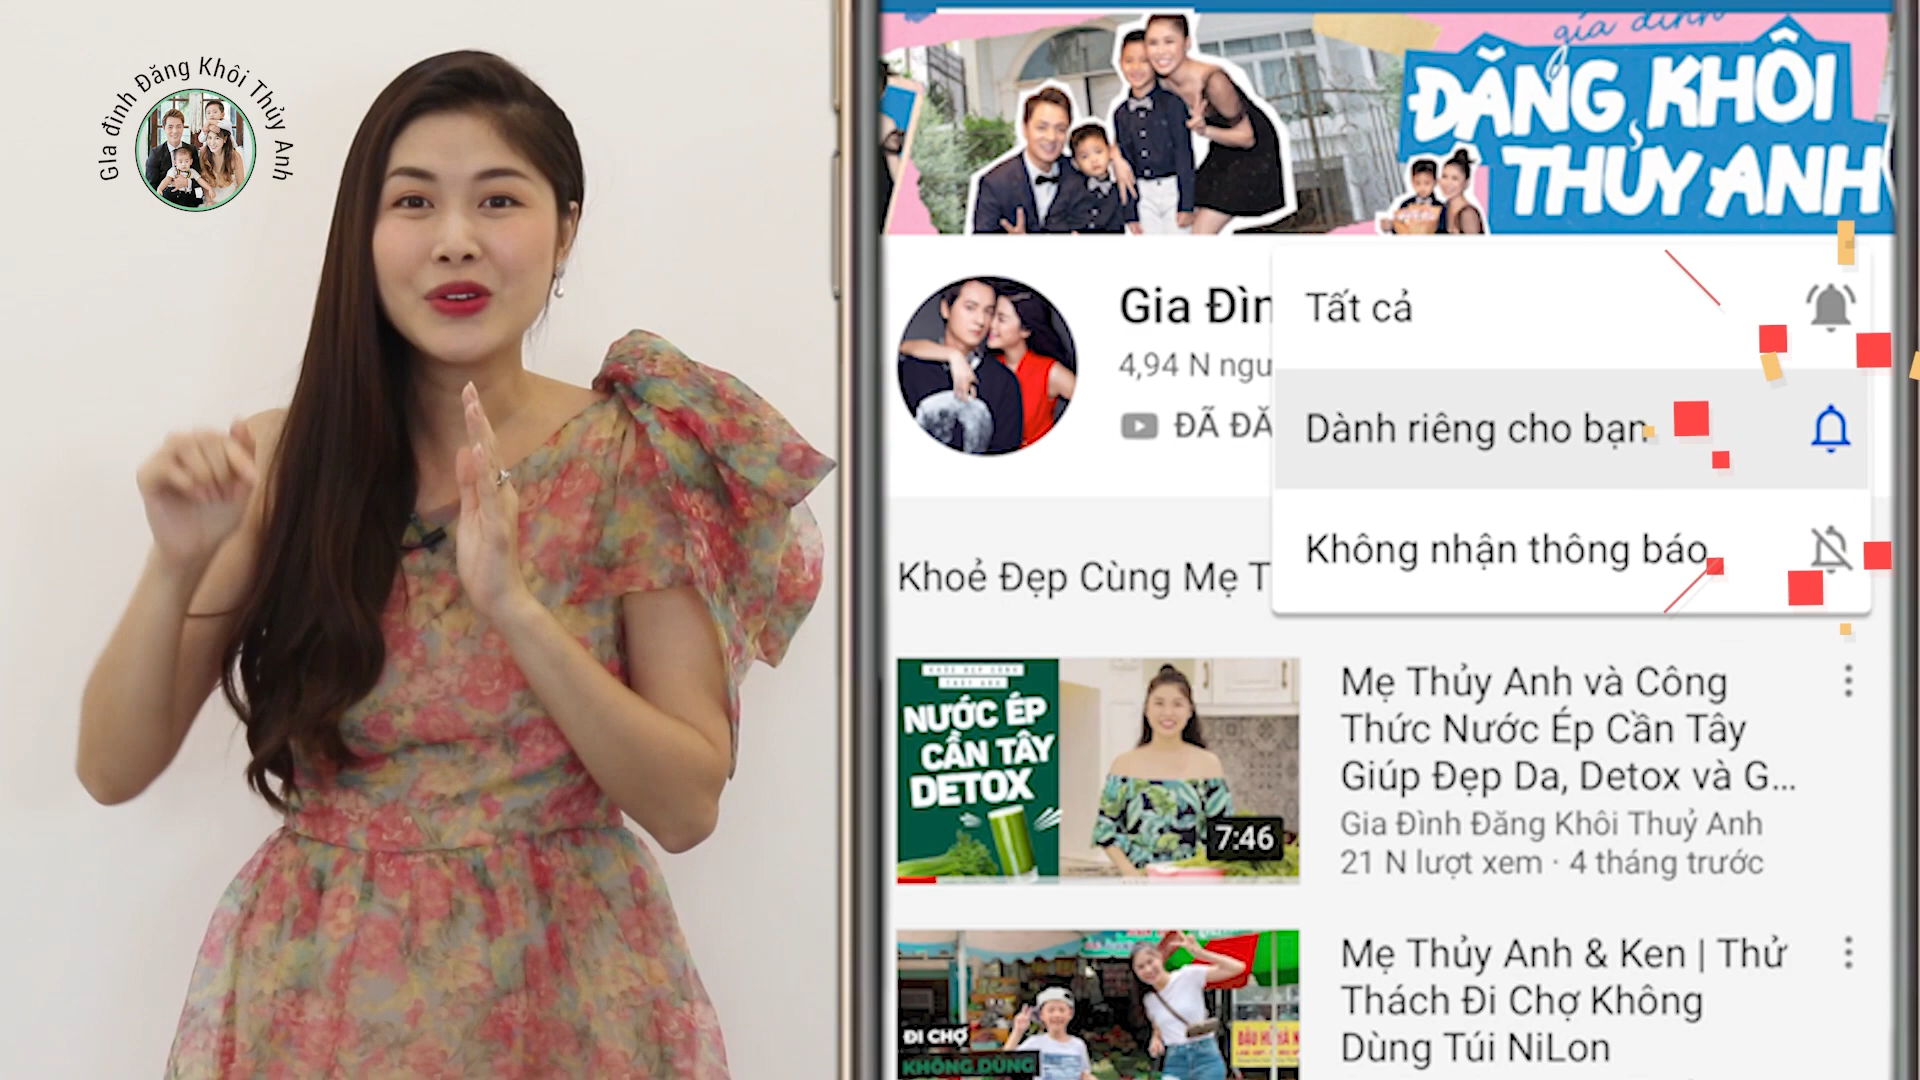 GIa đình Đăng Khôi Thủy Anh
gia đình
ĐĂNG KHÔI
THỦY ANH
Gia Đìn
4,94 N ngu
ĐÃ ĐĂ
Tất cả
Dành riêng cho bạn
Không nhận thông báo
Khoẻ Đẹp Cùng Mẹ T
NƯỚC ÉP
CẦN TÂY
DETOX
7:46
Mẹ Thủy Anh và Công
Thức Nước Ép Cần Tây
Giúp Đẹp Da, Detox và G...
Gia Đình Đăng Khôi Thuỷ Anh
21 N lượt xem · 4 tháng trước
ĐI CHỢ
KHÔNG DÙNG
Mẹ Thủy Anh & Ken | Thử
Thách Đi Chợ Không
Dùng Túi NiLon